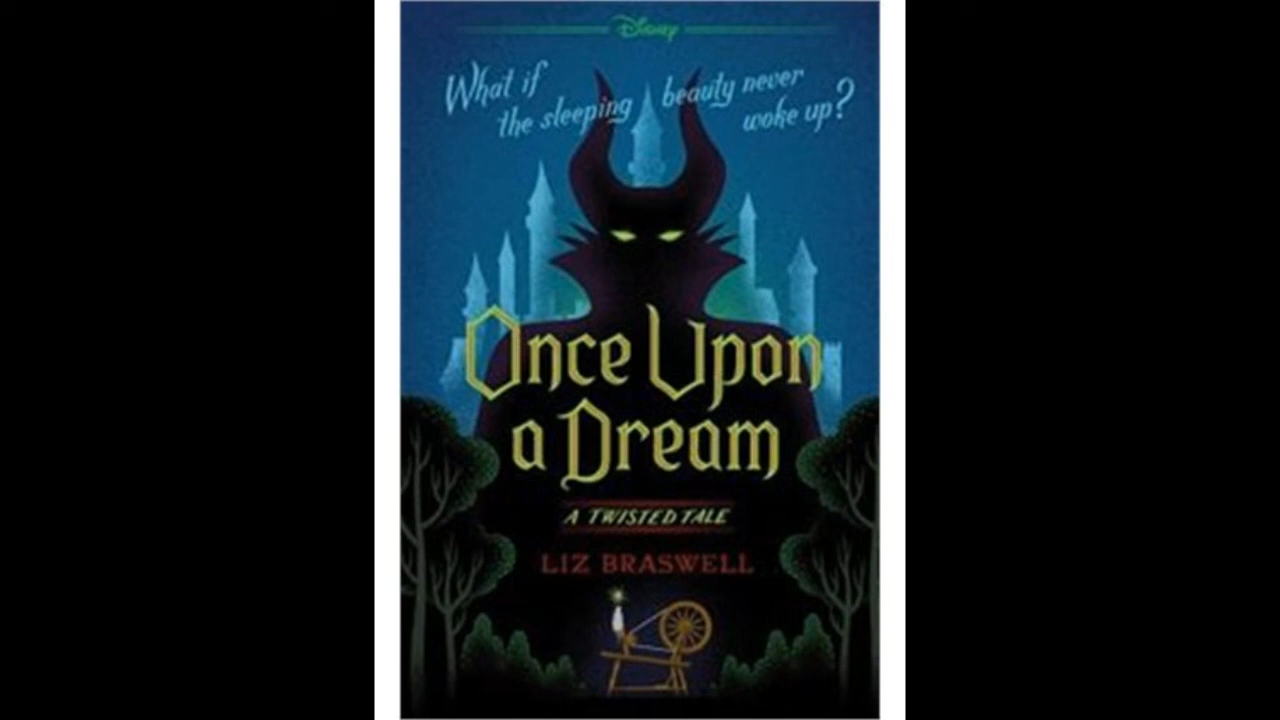 Disney
What if
the sleeping
beauty never
woke up?
Once Upon
a Dream
A TWISTED TALE
LIZ BRASWELL